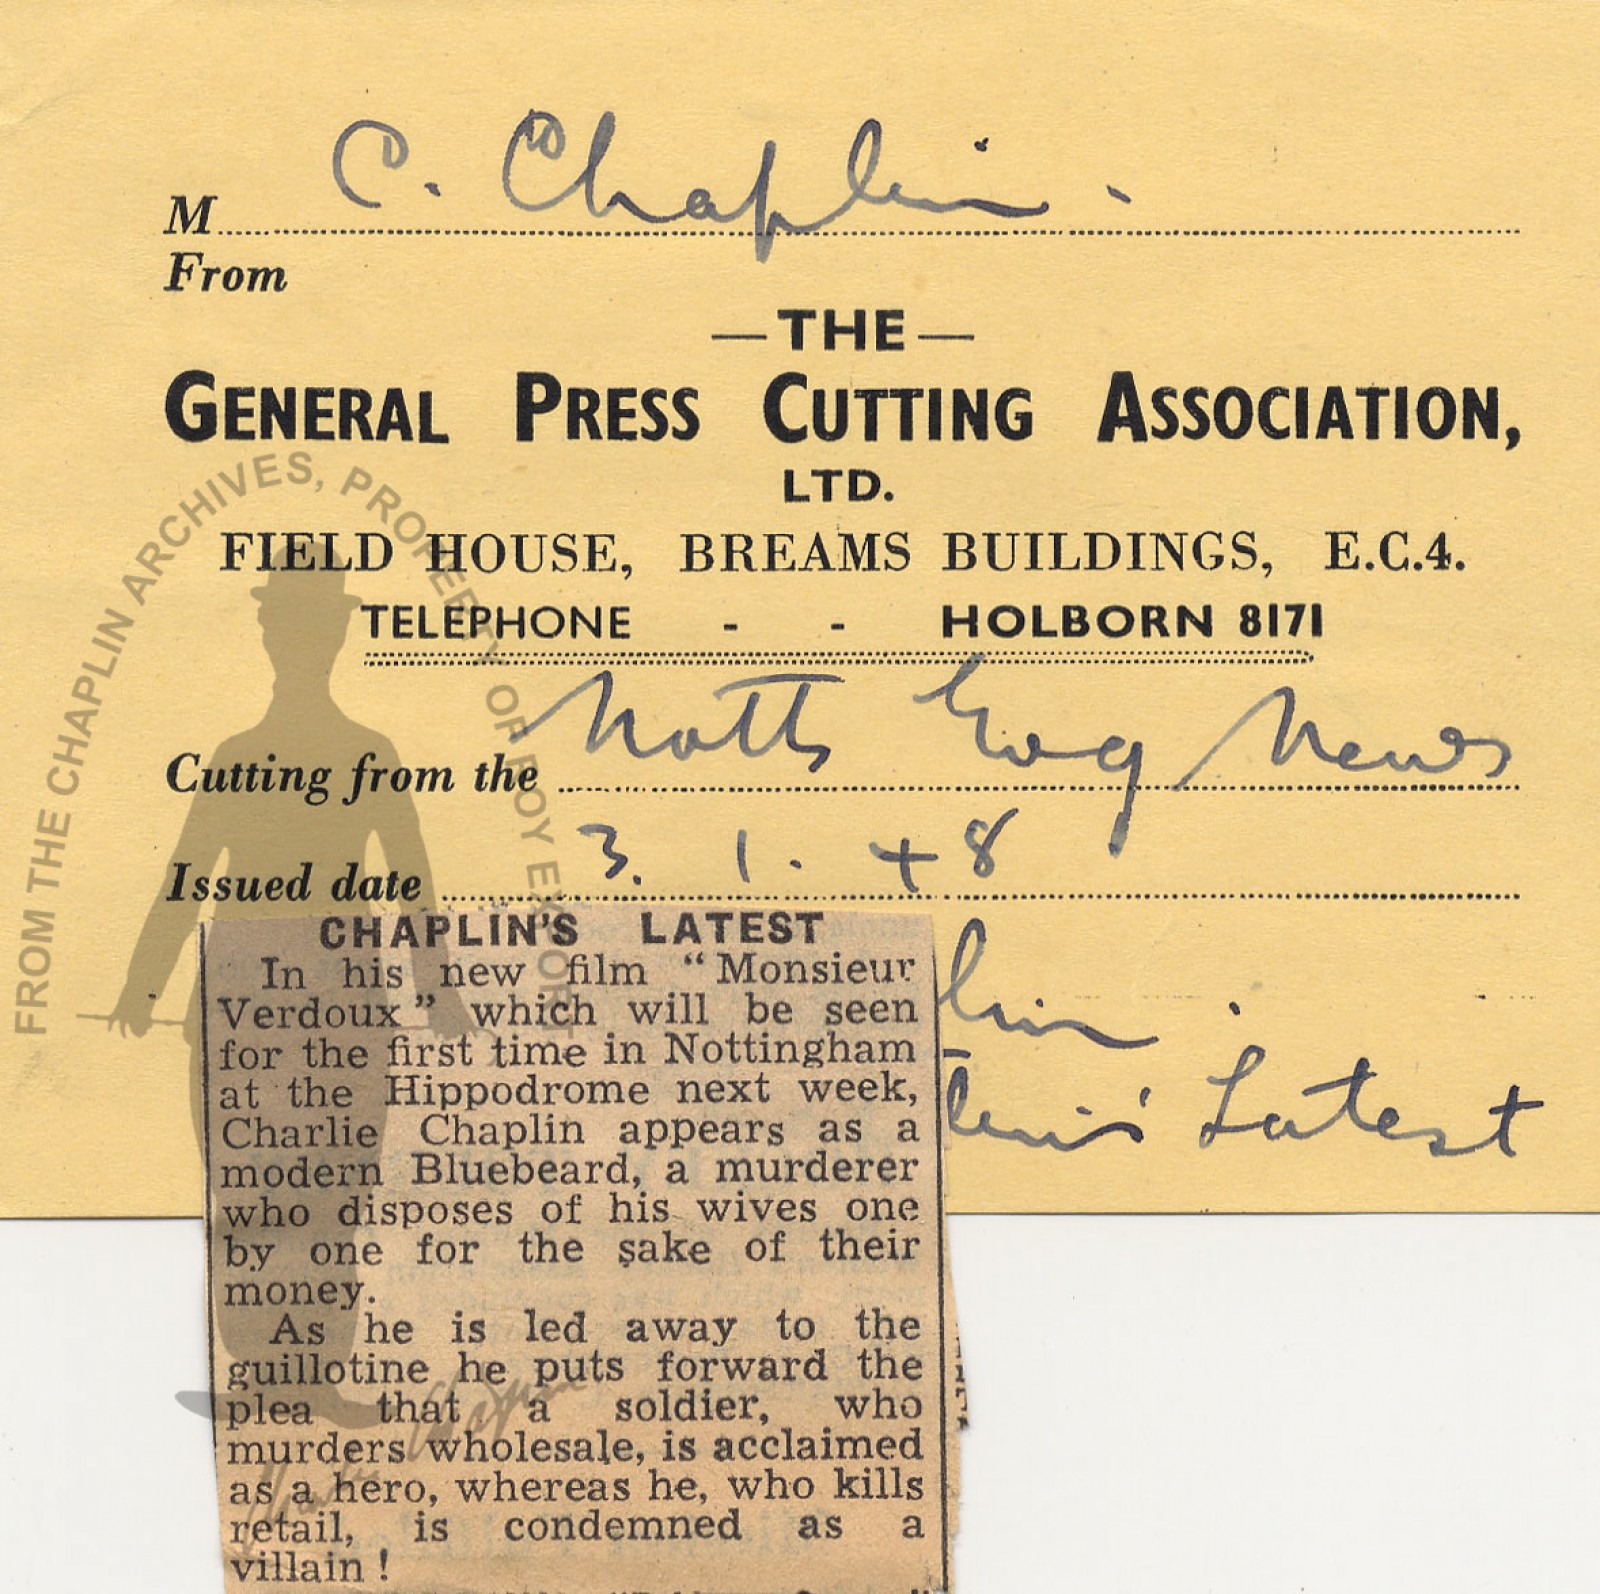 M C. Chaplin.
From
— THE —
GENERAL PRESS CUTTING ASSOCIATION,
LTD.
FIELD HOUSE, BREAMS BUILDINGS, E.C.4.
TELEPHONE - - HOLBORN 8171
Cutting from the Notts News
Issued date 3. 1. 48
lin.
lin's Latest
CHAPLIN'S LATEST
In his new film "Monsieur
Verdoux" which will be seen
for the first time in Nottingham
at the Hippodrome next week,
Charlie Chaplin appears as a
modern Bluebeard, a murderer
who disposes of his wives one
by one for the sake of their
money.
As he is led away to the
guillotine he puts forward the
plea that a soldier, who
murders wholesale, is acclaimed
as a hero, whereas he, who kills
retail, is condemned as a
villain !
FROM THE CHAPLIN ARCHIVES, PROPERTY OF ROY EXPORT
Charlie Chaplin